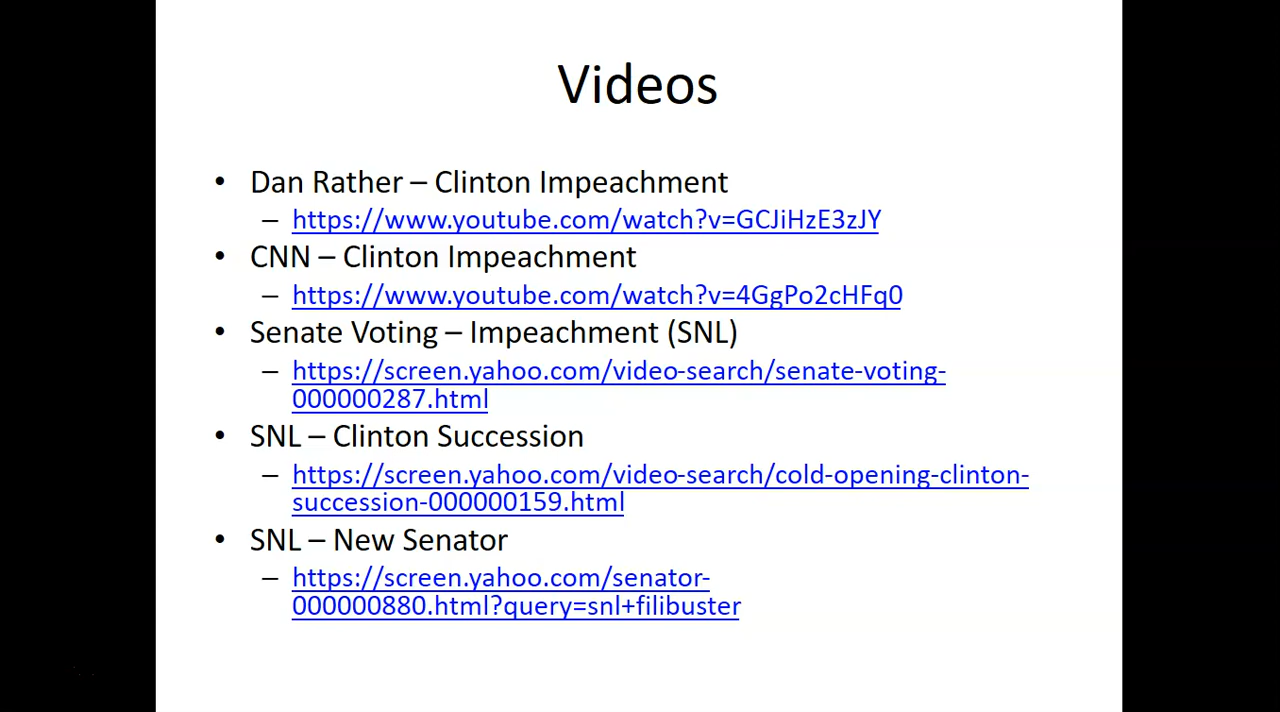 Videos
• Dan Rather – Clinton Impeachment
– https://www.youtube.com/watch?v=GCJiHzE3zJY
• CNN – Clinton Impeachment
– https://www.youtube.com/watch?v=4GgPo2cHFq0
• Senate Voting – Impeachment (SNL)
– https://screen.yahoo.com/video-search/senate-voting-
000000287.html
• SNL – Clinton Succession
– https://screen.yahoo.com/video-search/cold-opening-clinton-
succession-000000159.html
• SNL – New Senator
– https://screen.yahoo.com/senator-
000000880.html?query=snl+filibuster